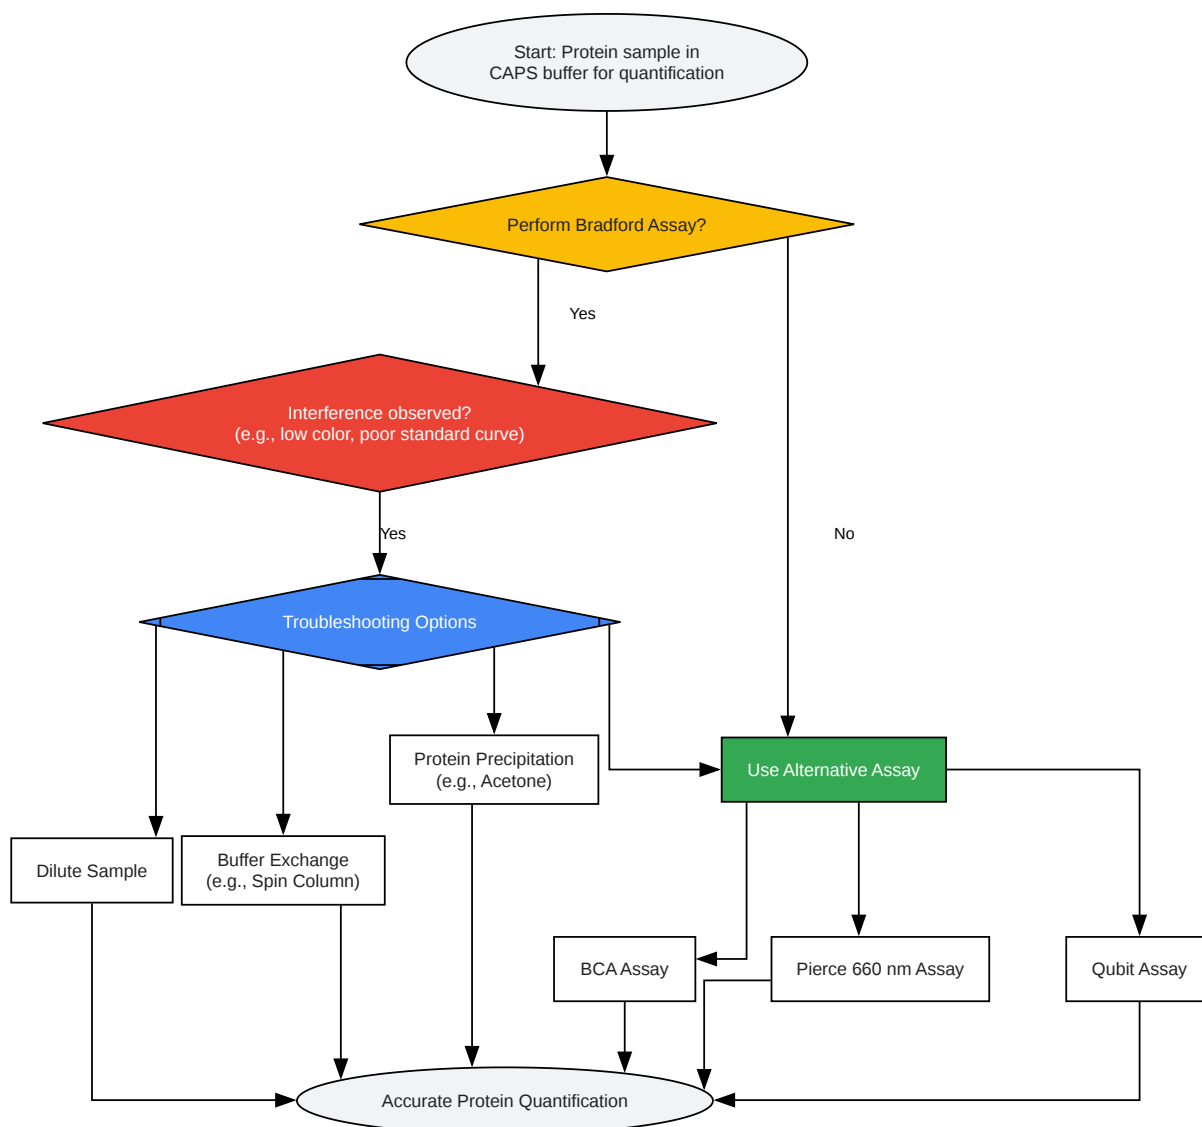 Start: Protein sample in
CAPS buffer for quantification
Perform Bradford Assay?
Yes
Interference observed?
(e.g., low color, poor standard curve)
Yes
No
Troubleshooting Options
Protein Precipitation
(e.g., Acetone)
Use Alternative Assay
Dilute Sample
Buffer Exchange
(e.g., Spin Column)
BCA Assay
Pierce 660 nm Assay
Qubit Assay
Accurate Protein Quantification